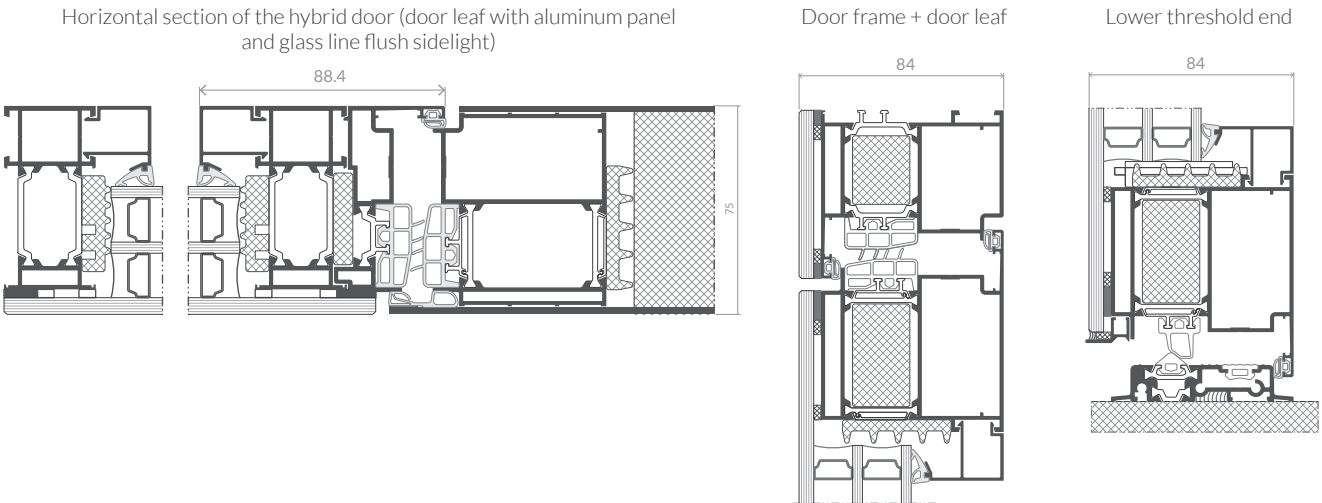 Horizontal section of the hybrid door (door leaf with aluminum panel
and glass line flush sidelight)
Door frame + door leaf
Lower threshold end
88.4
84
84
75